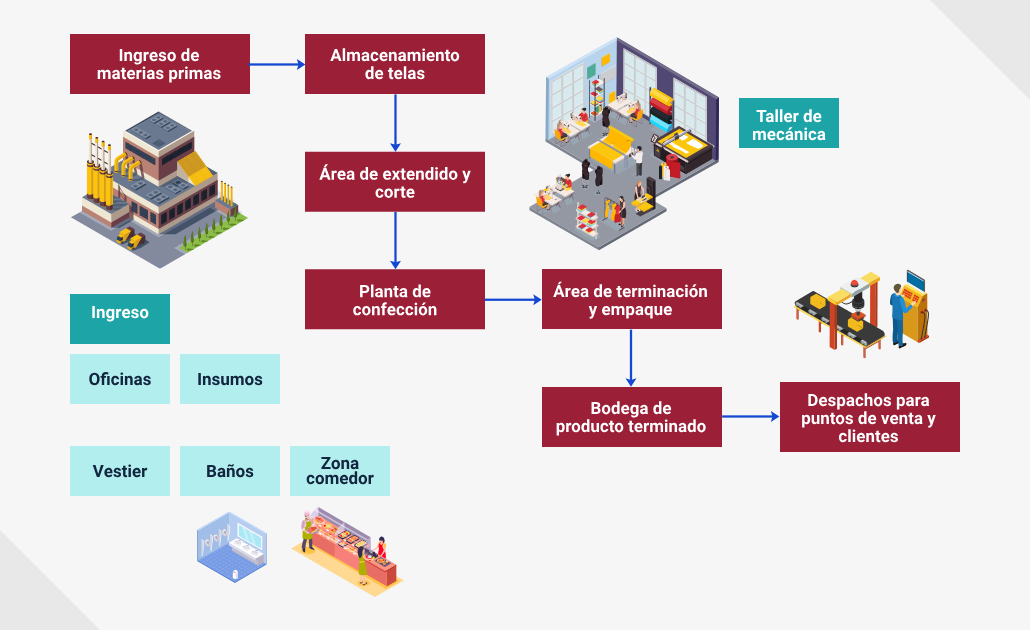 Ingreso de
materias primas
Almacenamiento
de telas
Taller de
mecánica
Área de extendido y
corte
Planta de
confección
Área de terminación
y empaque
Ingreso
Oficinas
Insumos
Bodega de
producto terminado
Despachos para
puntos de venta y
clientes
Vestier
Baños
Zona
comedor